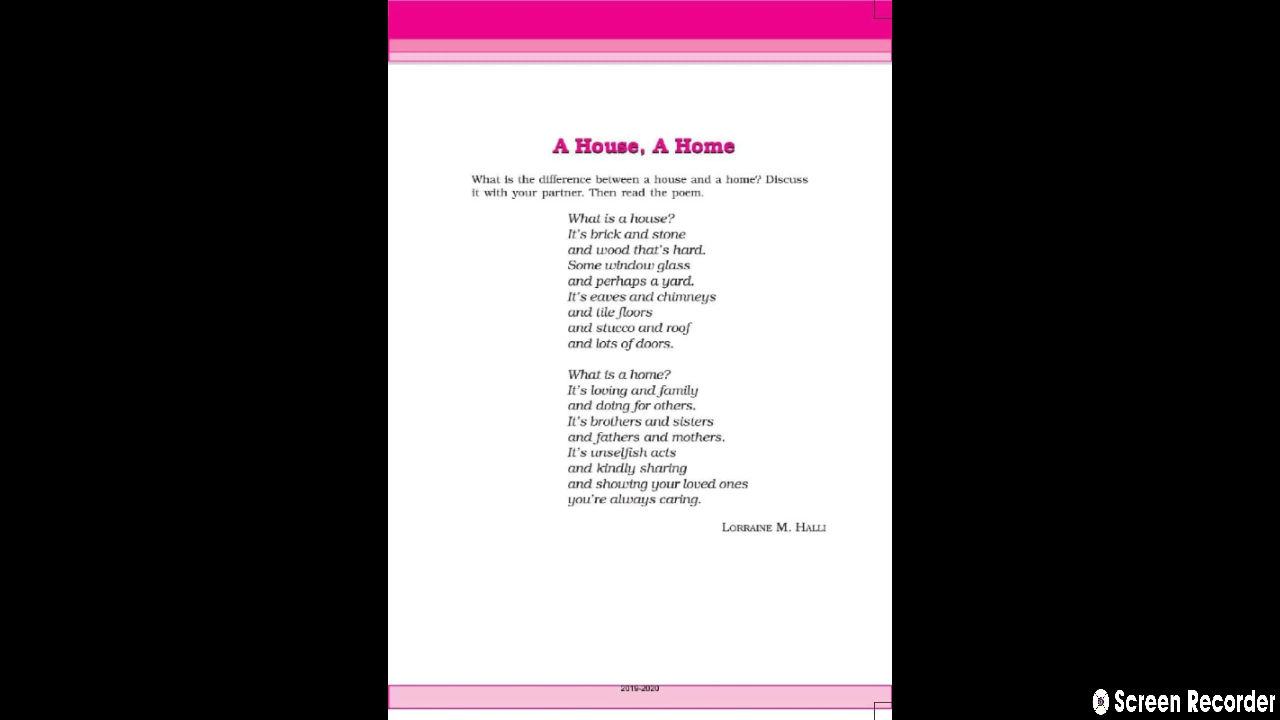 A House, A Home
What is the difference between a house and a home? Discuss
it with your partner. Then read the poem.
What is a house?
It's brick and stone
and wood that's hard.
Some window glass
and perhaps a yard.
It's eaves and chimneys
and tile floors
and stucco and roof
and lots of doors.
What is a home?
It's loving and family
and doing for others.
It's brothers and sisters
and fathers and mothers.
It's unselfish acts
and kindly sharing
and showing your loved ones
you're always caring.
LORRAINE M. HALLI
2019-2020
Screen Recorder